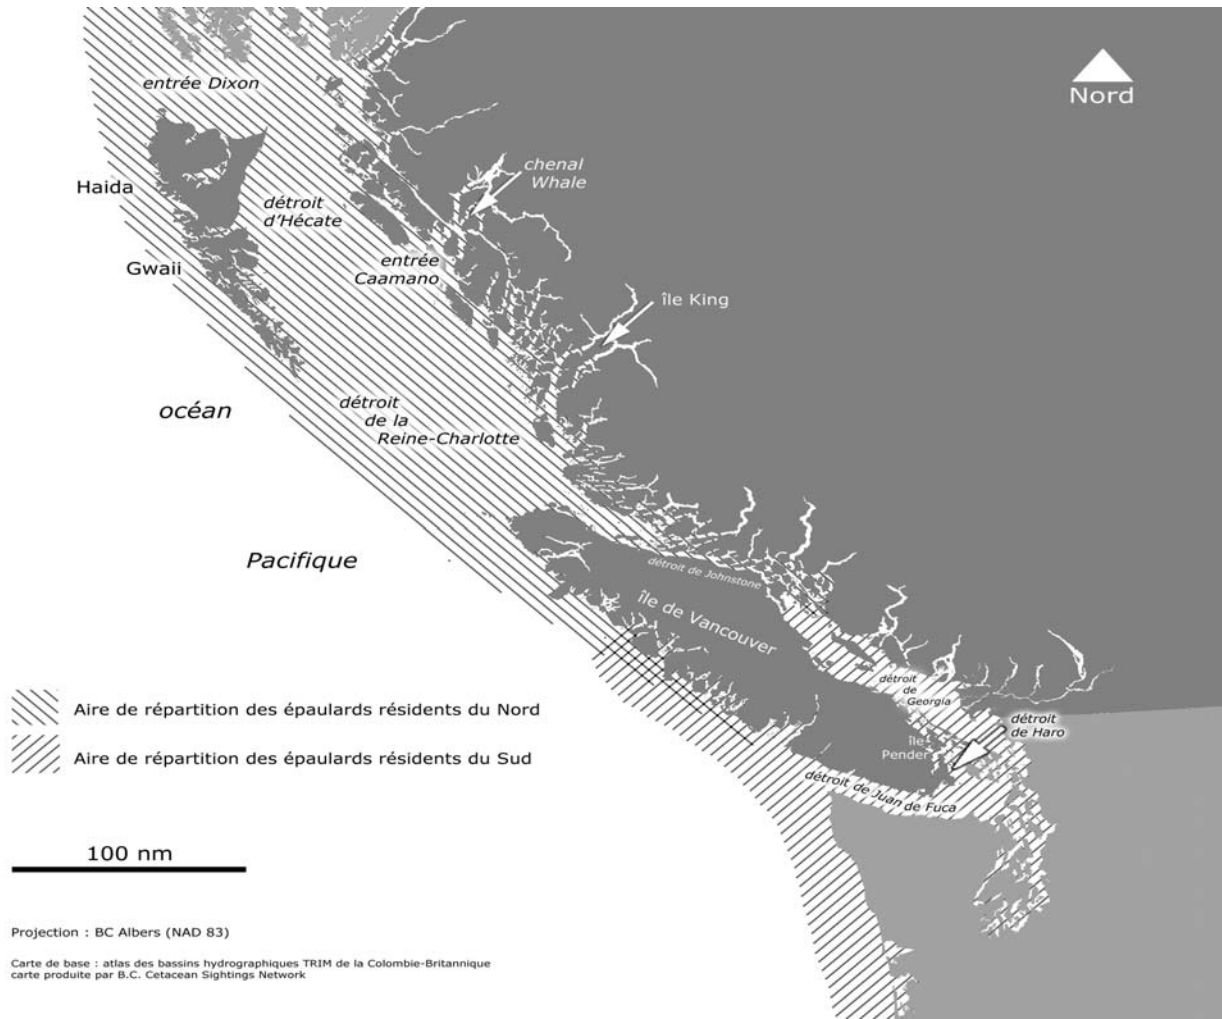 entrée Dixon
Nord
chenal
Whale
Haida
détroit
d'Hécate
Gwaii
entrée
Caamano
île King
océan
détroit
de la
Reine-Charlotte
Pacifique
détroit de Johnstone
île de Vancouver
détroit
de
Georgia
détroit
de Haro
île
Pender
détroit de Juan de Fuca
Aire de répartition des épaulards résidents du Nord
Aire de répartition des épaulards résidents du Sud
100 nm
Projection : BC Albers (NAD 83)
Carte de base : atlas des bassins hydrographiques TRIM de la Colombie-Britannique
carte produite par B.C. Cetacean Sightings Network